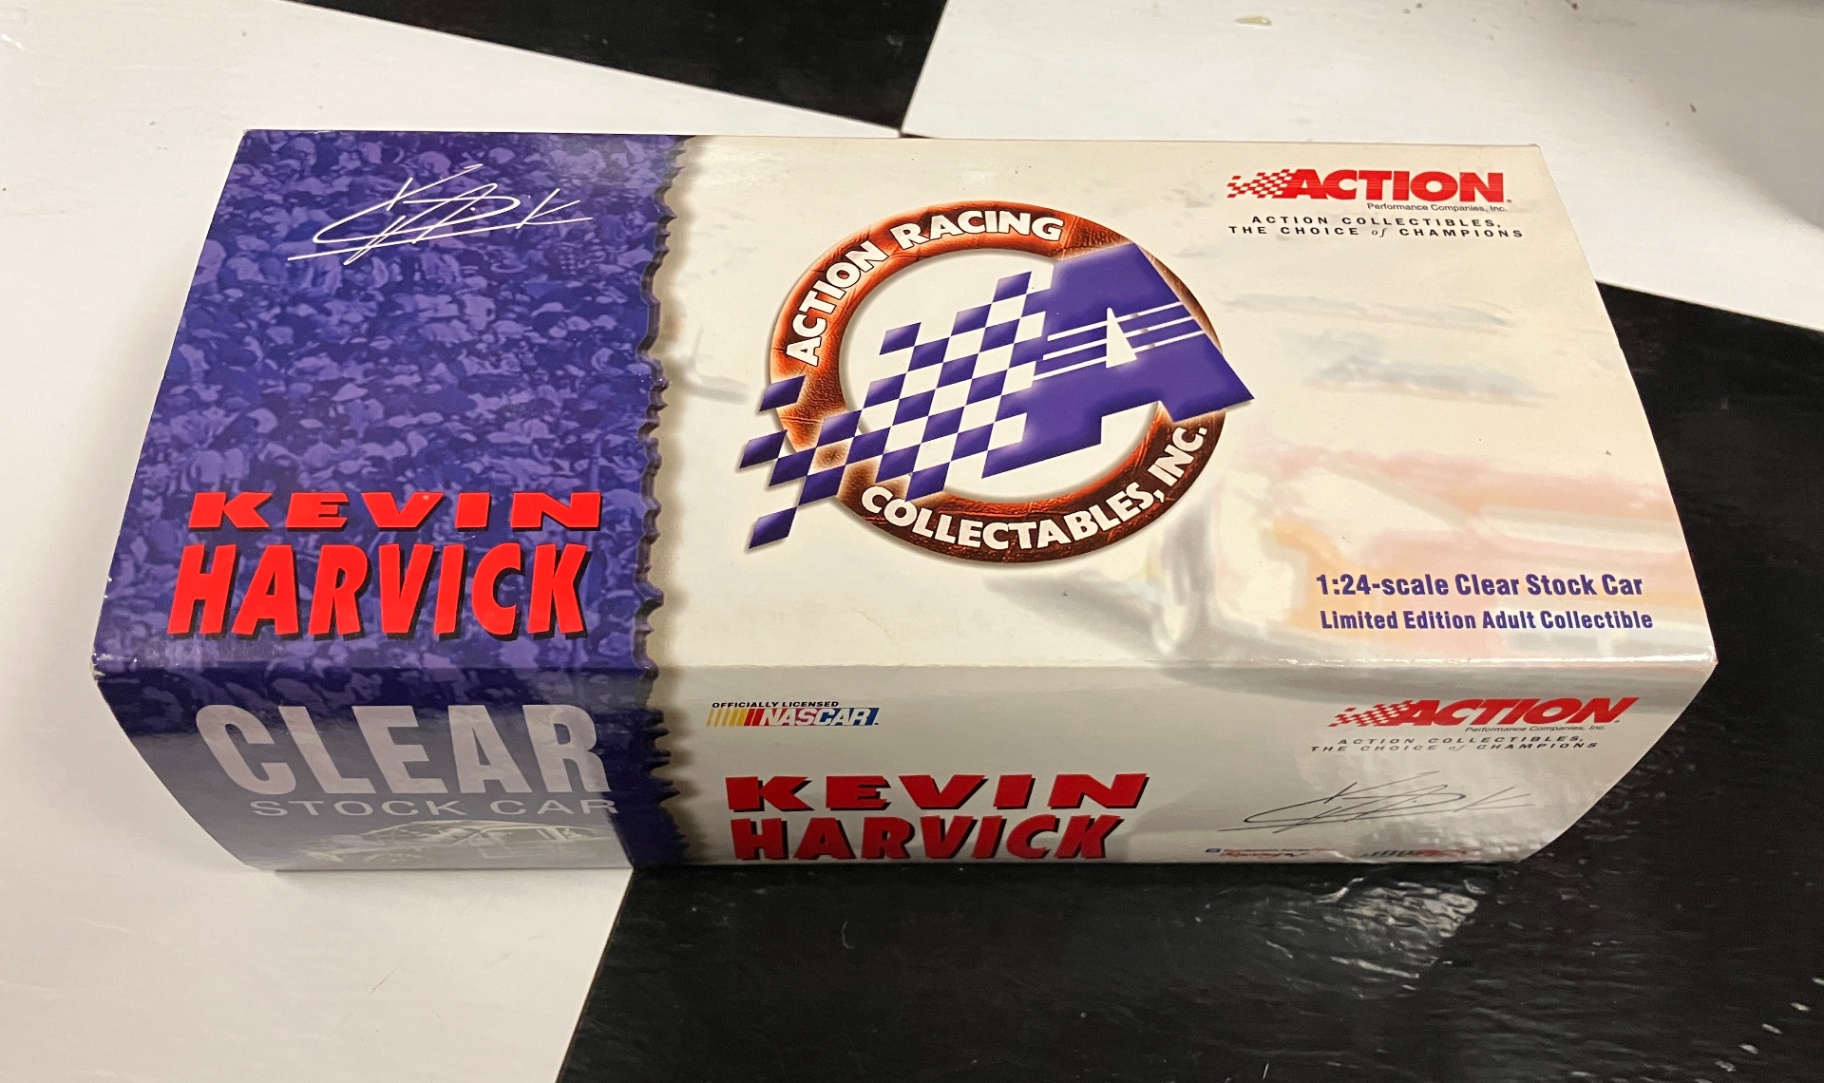 KEVIN
HARVICK
ACTION RACING
COLLECTABLES, INC.
A
ACTION
Performance Companies, Inc.
ACTION COLLECTIBLES,
THE CHOICE of CHAMPIONS
1:24-scale Clear Stock Car
Limited Edition Adult Collectible
CLEAR
STOCK CAR
OFFICIALLY LICENSED
NASCAR
KEVIN
HARVICK
ACTION
Performance Companies, Inc.
ACTION COLLECTIBLES,
THE CHOICE of CHAMPIONS